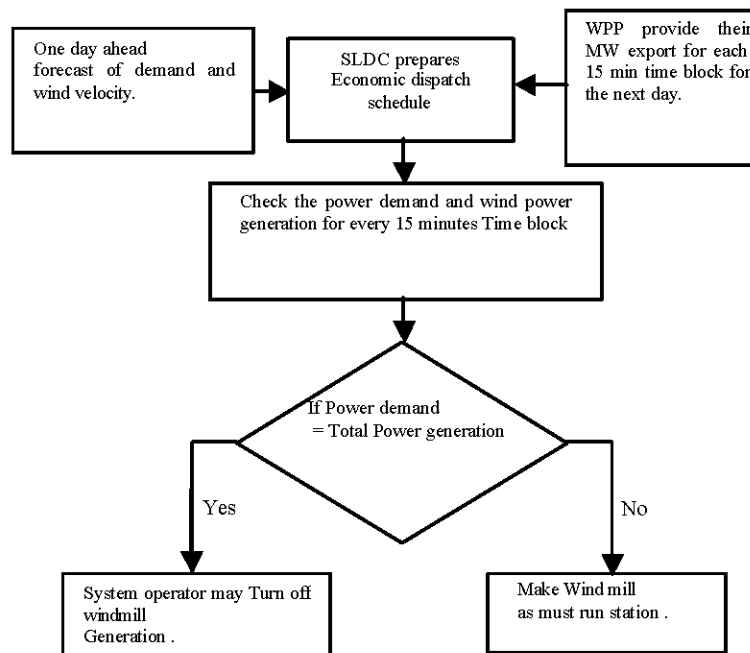 One day ahead
forecast of demand and
wind velocity.
SLDC prepares
Economic dispatch
schedule
WPP provide their
MW export for each
15 min time block for
the next day.
Check the power demand and wind power
generation for every 15 minutes Time block
If Power demand
= Total Power generation
Yes
No
System operator may Turn off
windmill
Generation .
Make Wind mill
as must run station .